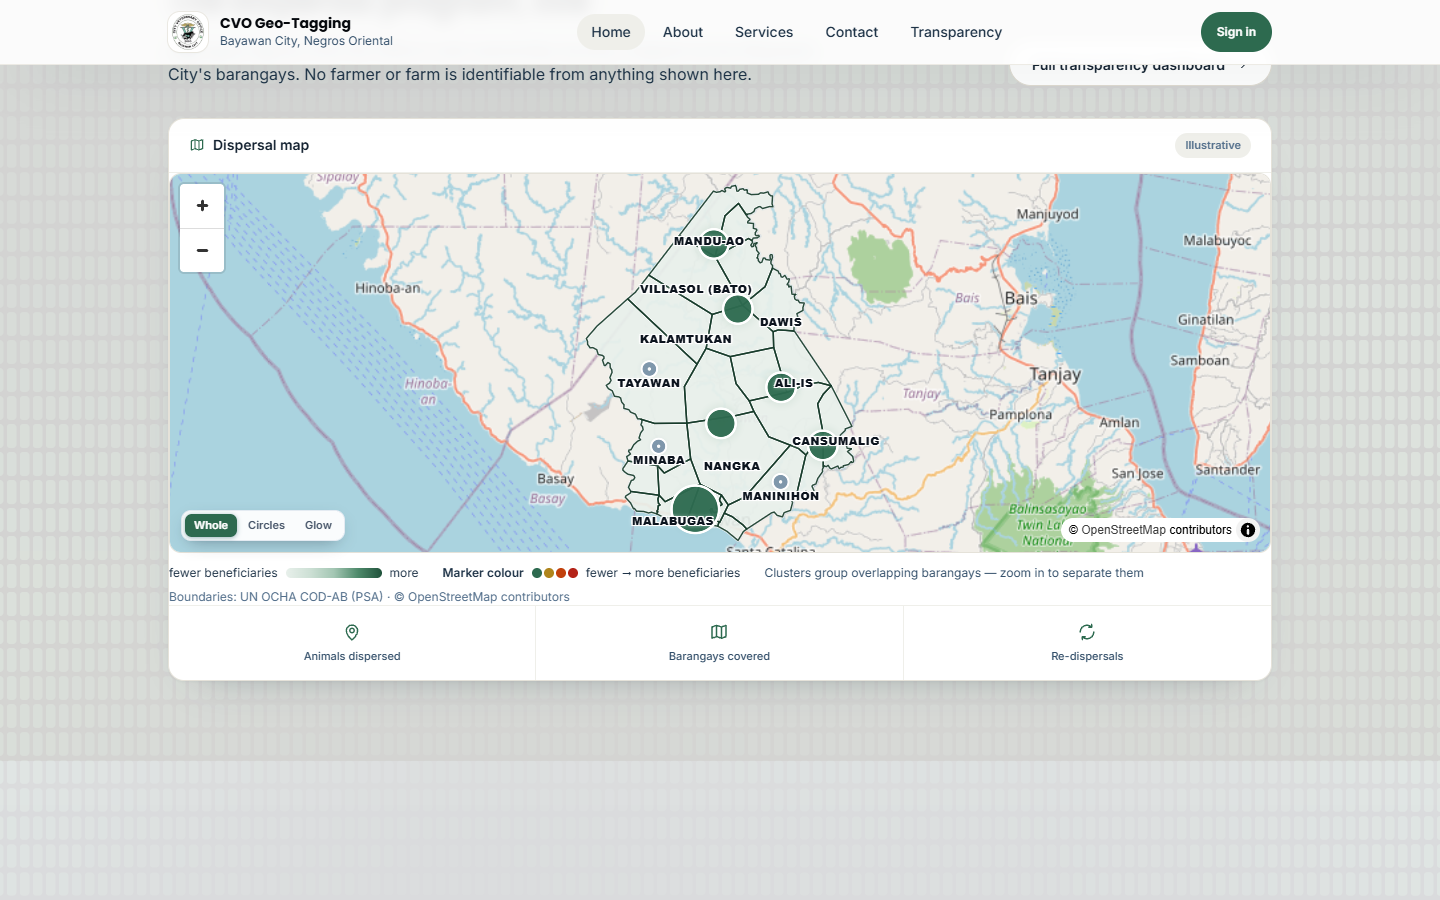 CVO Geo-Tagging
Bayawan City, Negros Oriental
Home
About
Services
Contact
Transparency
Sign in
City's barangays. No farmer or farm is identifiable from anything shown here.
Full transparency dashboard
Dispersal map
Illustrative
+
−
Sipalay
Manjuyod
Malabuyoc
MANDU-AO
Hinoba-an
VILLASOL (BATO)
Bais
Bais
DAWIS
Ginatilan
KALAMTUKAN
Samboan
TAYAWAN
ALI-IS
Tanjay
Hinoba-
an
Tanjay
Pamplona
Amlan
CANSUMALIG
MINABA
NANGKA
Basay
San Jose
Santander
Basay
MANINIHON
MALABUGAS
Balinsasayao
Twin La
National
Santa Catalina
Whole
Circles
Glow
© OpenStreetMap contributors
fewer beneficiaries
more
Marker colour
fewer → more beneficiaries
Clusters group overlapping barangays — zoom in to separate them
Boundaries: UN OCHA COD-AB (PSA) · © OpenStreetMap contributors
Animals dispersed
Barangays covered
Re-dispersals